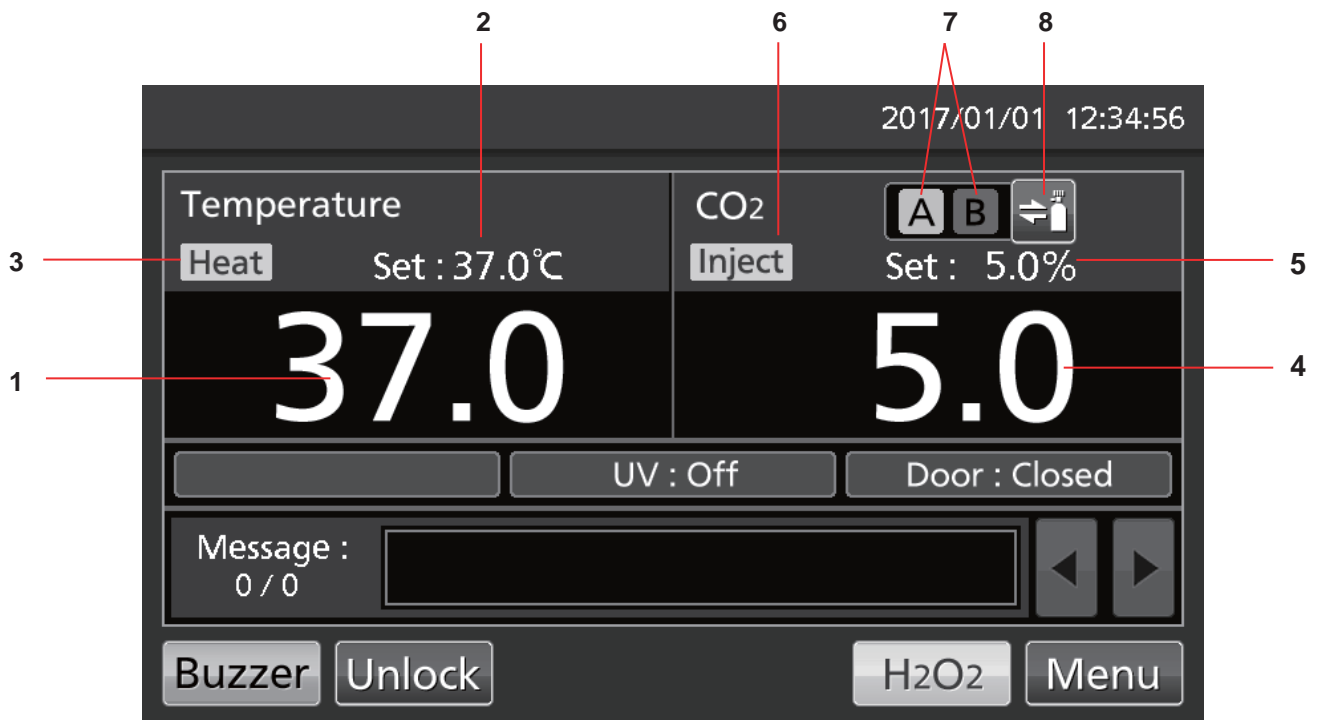 2 6 7 8
2017/01/01 12:34:56
Temperature CO2 A B
3 Heat Set : 37.0℃ Inject Set : 5.0% 5
1 37.0 5.0 4
UV : Off Door : Closed
Message :
0 / 0
Buzzer Unlock H2O2 Menu